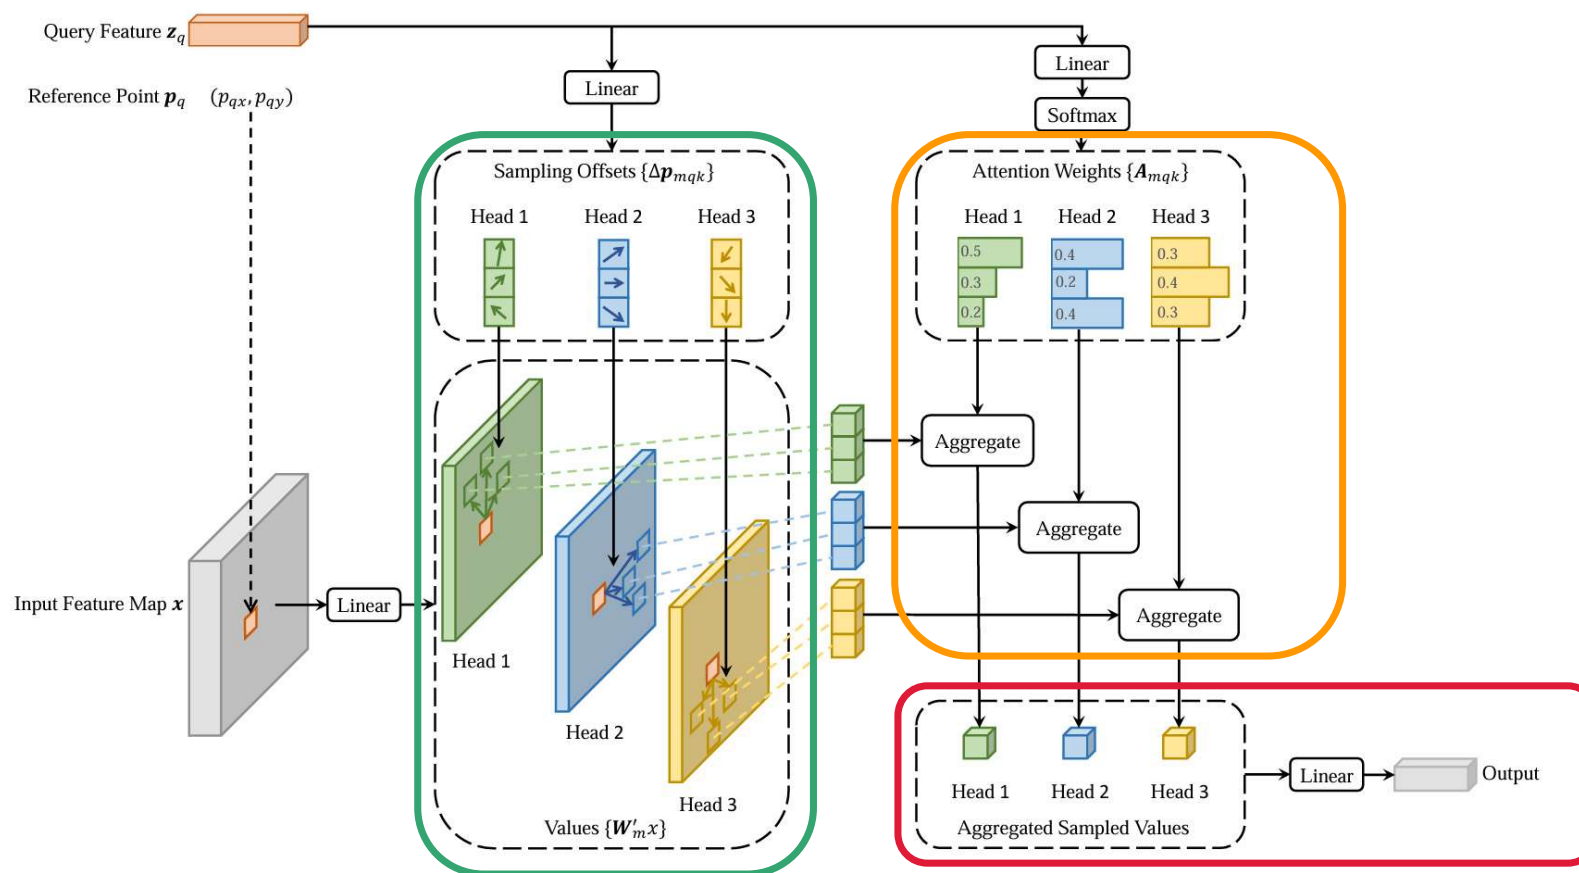 Query Feature z_q
Linear
Reference Point p_q (p_qx, p_qy)
Linear
Softmax
Sampling Offsets {Δp_mqk}
Head 1 Head 2 Head 3
Attention Weights {A_mqk}
Head 1 Head 2 Head 3
0.5 0.4 0.3
0.3 0.2 0.4
0.2 0.4 0.3
Aggregate
Aggregate
Aggregate
Input Feature Map x
Linear
Head 1
Head 2
Head 3
Values {W'_m x}
Head 1 Head 2 Head 3
Aggregated Sampled Values
Linear
Output